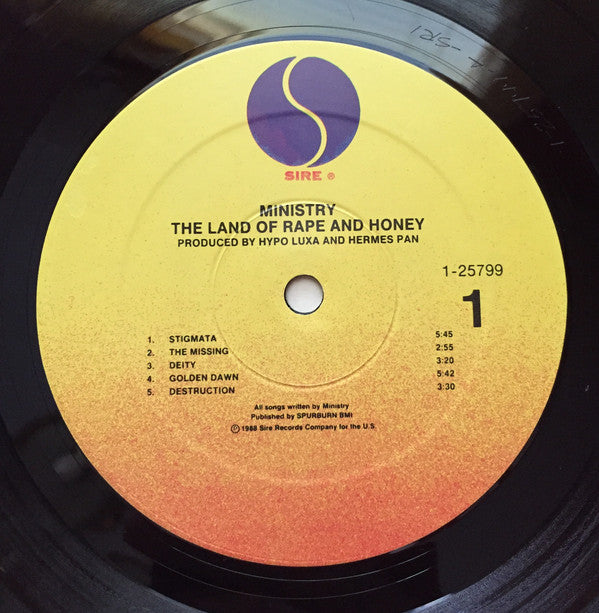 SIRE ®
MINISTRY
THE LAND OF RAPE AND HONEY
PRODUCED BY HYPO LUXA AND HERMES PAN
1-25799
1
1. STIGMATA 5:45
2. THE MISSING 2:55
3. DEITY 3:20
4. GOLDEN DAWN 5:42
5. DESTRUCTION 3:30
All songs written by Ministry
Published by SPURBURN BMI
Ⓟ 1988 Sire Records Company for the U.S.